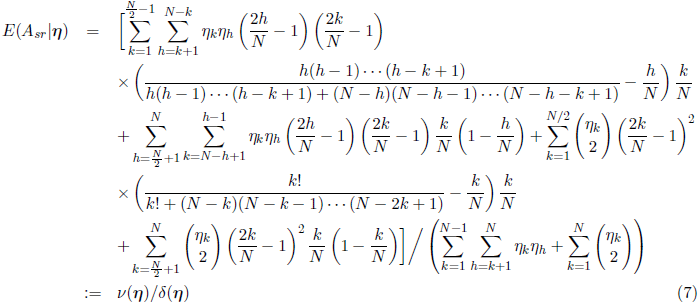 E(A_{sr}|\boldsymbol{\eta}) = \Bigg[ \sum_{k=1}^{\frac{N}{2}-1} \sum_{h=k+1}^{N-k} \eta_k \eta_h \left( \frac{2h}{N} - 1 \right) \left( \frac{2k}{N} - 1 \right)
\times \left( \frac{h(h-1)\cdots(h-k+1)}{h(h-1)\cdots(h-k+1)+(N-h)(N-h-1)\cdots(N-h-k+1)} - \frac{h}{N} \right) \frac{k}{N}
+ \sum_{h=\frac{N}{2}+1}^{N} \sum_{k=N-h+1}^{h-1} \eta_k \eta_h \left( \frac{2h}{N} - 1 \right) \left( \frac{2k}{N} - 1 \right) \frac{k}{N} \left( 1 - \frac{h}{N} \right) + \sum_{k=1}^{N/2} \binom{\eta_k}{2} \left( \frac{2k}{N} - 1 \right)^2
\times \left( \frac{k!}{k!+(N-k)(N-k-1)\cdots(N-2k+1)} - \frac{k}{N} \right) \frac{k}{N}
+ \sum_{k=\frac{N}{2}+1}^{N} \binom{\eta_k}{2} \left( \frac{2k}{N} - 1 \right)^2 \frac{k}{N} \left( 1 - \frac{k}{N} \right) \Bigg] \Bigg/ \left( \sum_{k=1}^{N-1} \sum_{h=k+1}^{N} \eta_k \eta_h + \sum_{k=1}^{N} \binom{\eta_k}{2} \right)
:= \nu(\boldsymbol{\eta})/\delta(\boldsymbol{\eta}) (7)